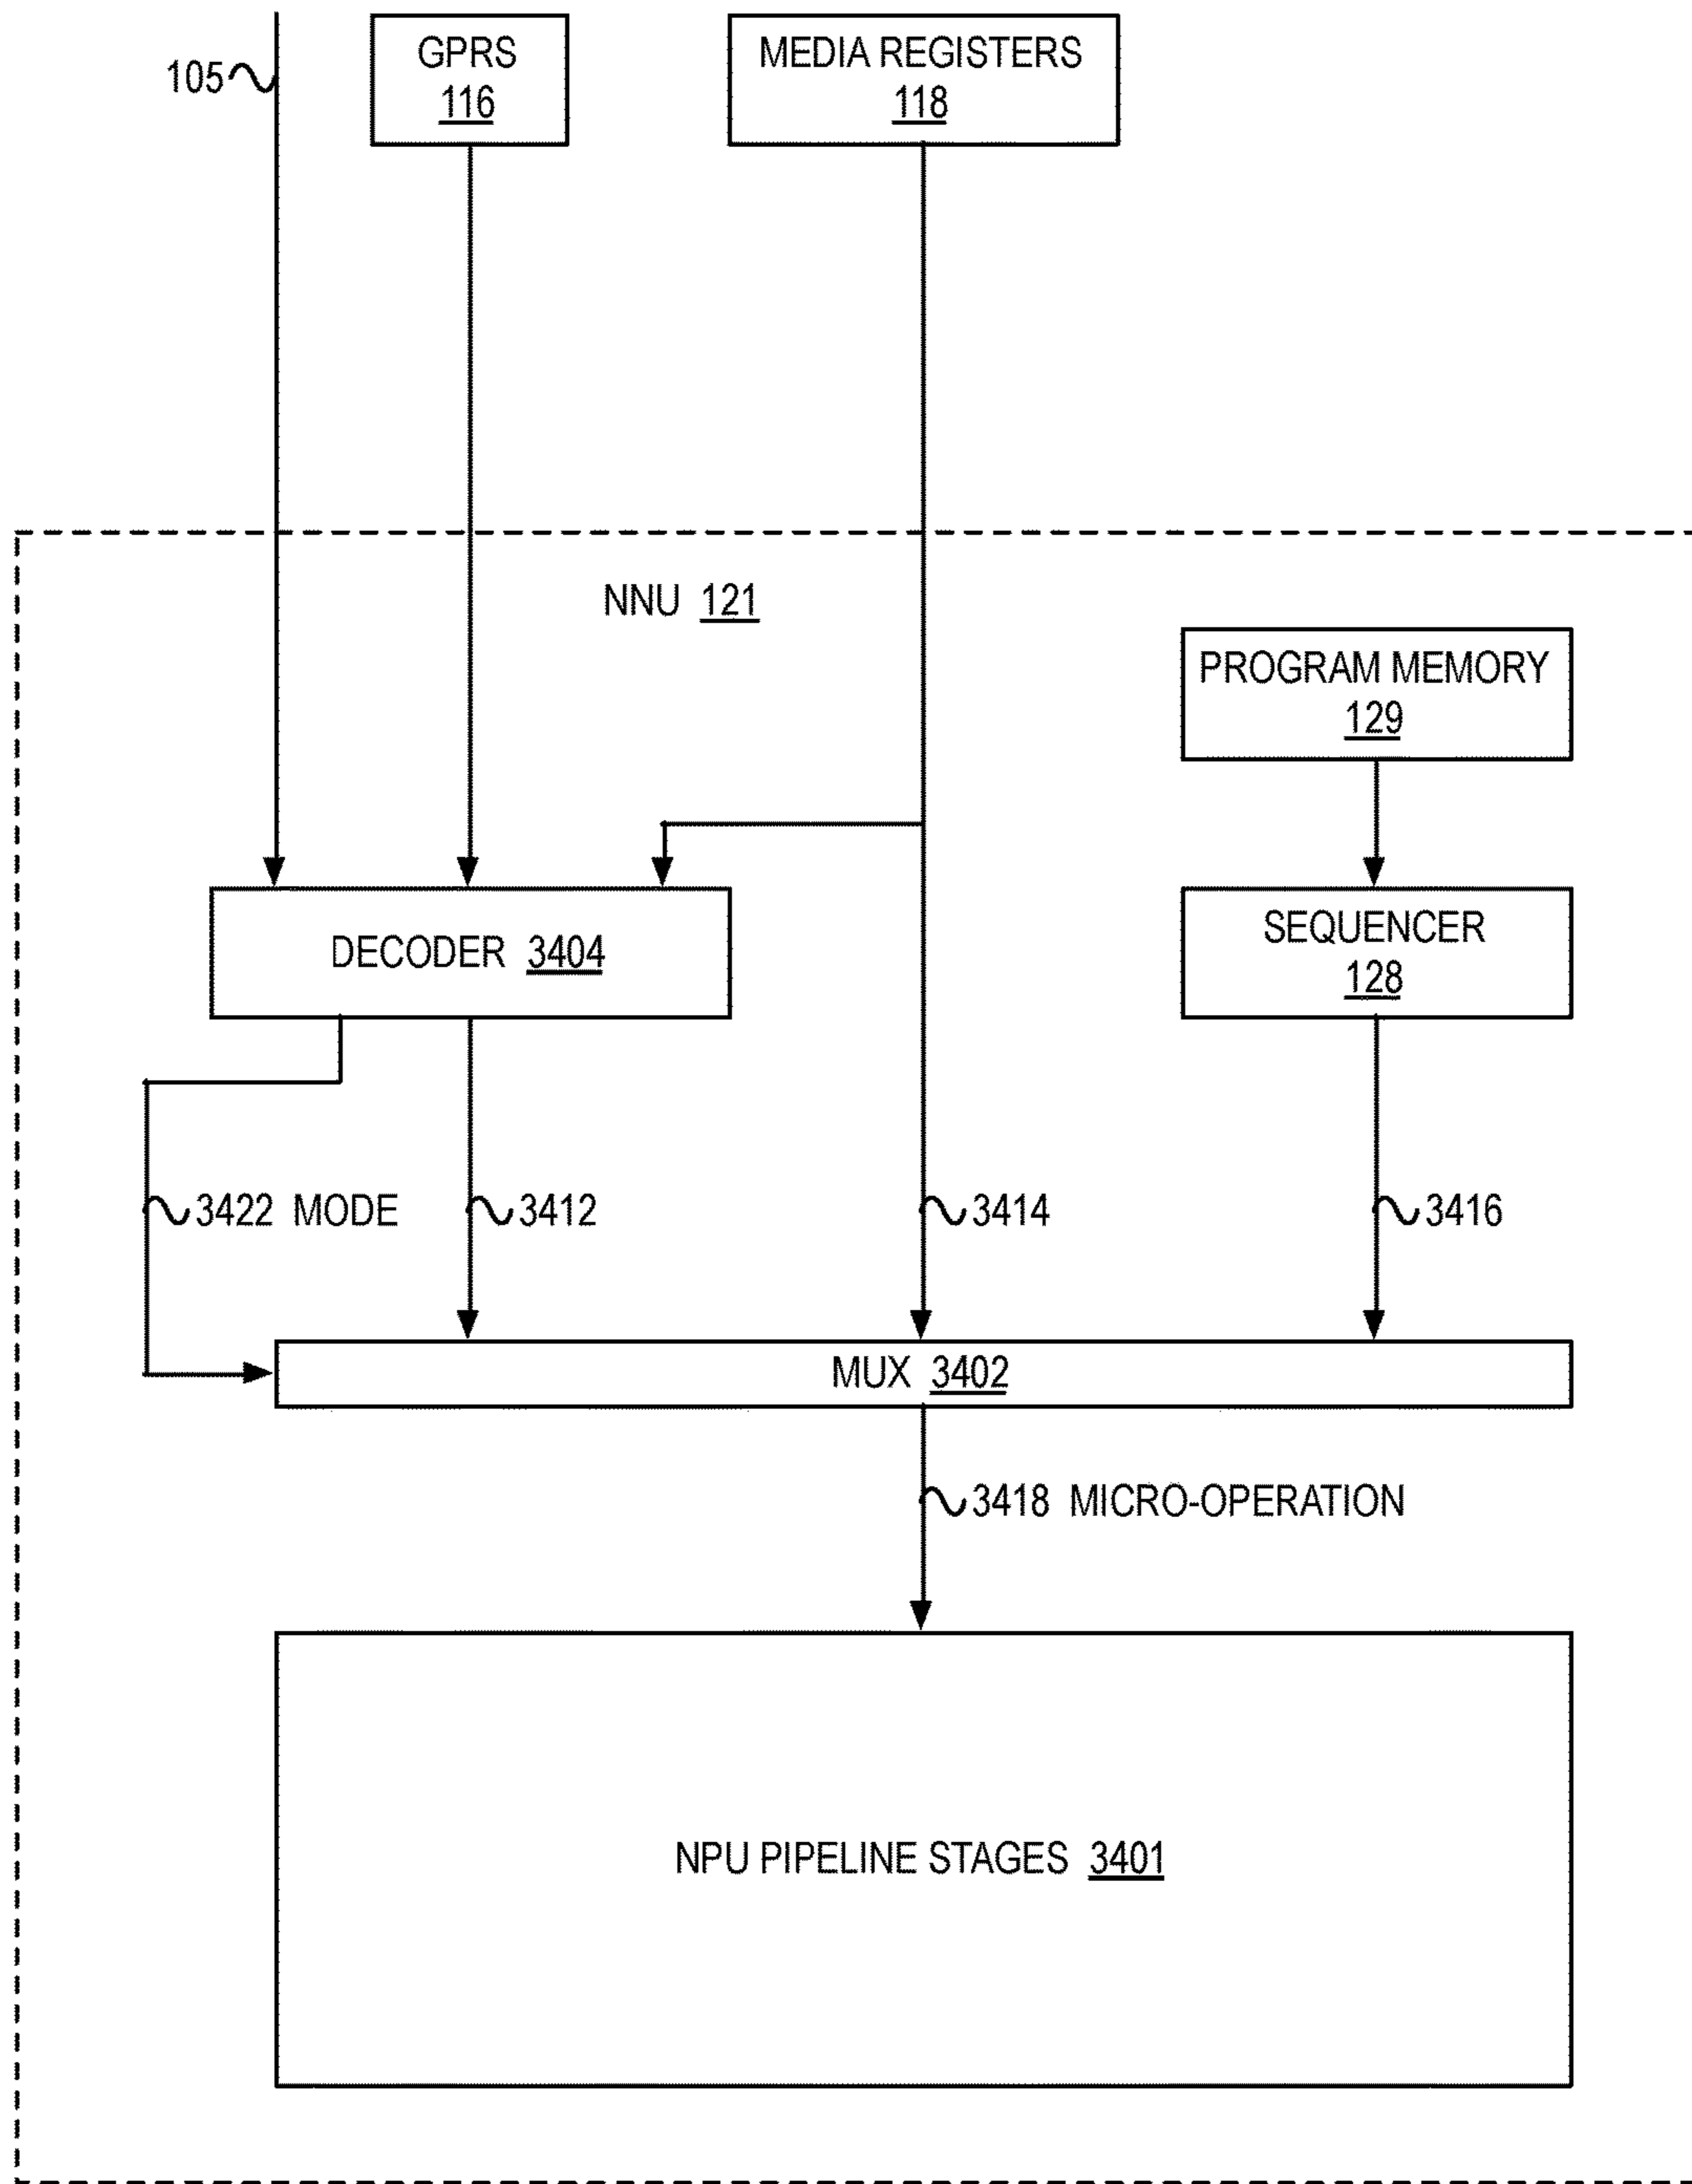 105
GPRS
116
MEDIA REGISTERS
118
NNU 121
PROGRAM MEMORY
129
DECODER 3404
SEQUENCER
128
3422 MODE
3412
3414
3416
MUX 3402
3418 MICRO-OPERATION
NPU PIPELINE STAGES 3401